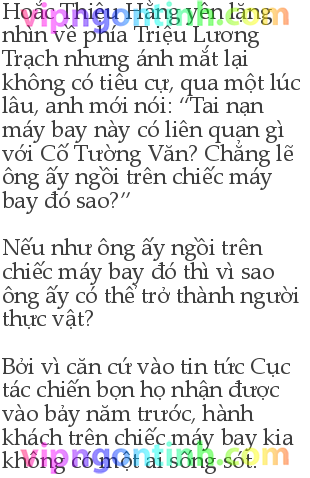 vipngontinh.com
Hoắc Thiệu Hằng yên lặng
nhìn về phía Triệu Lương
Trạch nhưng ánh mắt lại
không có tiêu cự, qua một lúc
lâu, anh mới nói: “Tai nạn
máy bay này có liên quan gì
với Cố Tường Văn? Chẳng lẽ
ông ấy ngồi trên chiếc máy
bay đó sao?”
Nếu như ông ấy ngồi trên
chiếc máy bay đó thì vì sao
ông ấy có thể trở thành người
thực vật?
Bởi vì căn cứ vào tin tức Cục
tác chiến bọn họ nhận được
vào bảy năm trước, hành
khách trên chiếc máy bay kia
không có một ai sống sót.
vipngontinh.com